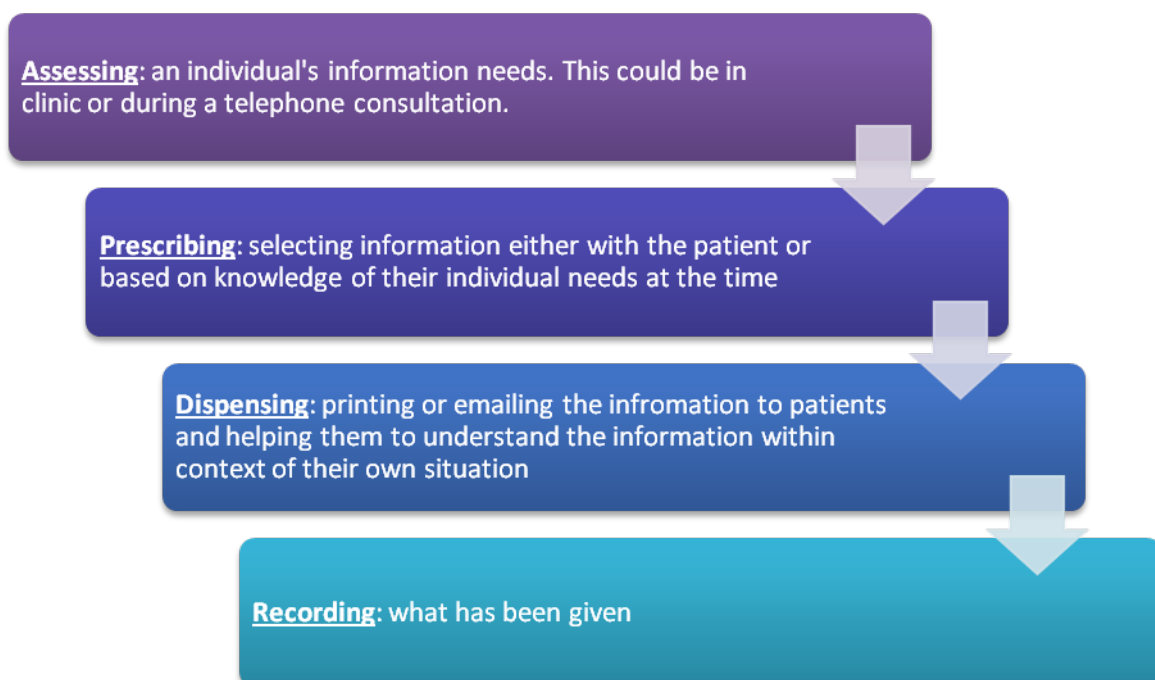 Assessing: an individual's information needs. This could be in
clinic or during a telephone consultation.
Prescribing: selecting information either with the patient or
based on knowledge of their individual needs at the time
Dispensing: printing or emailing the infromation to patients
and helping them to understand the information within
context of their own situation
Recording: what has been given